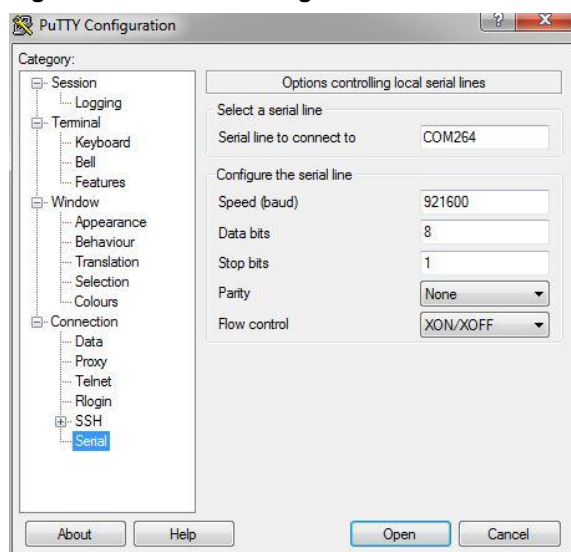 PuTTY Configuration
Category:
Session
Logging
Terminal
Keyboard
Bell
Features
Window
Appearance
Behaviour
Translation
Selection
Colours
Connection
Data
Proxy
Telnet
Rlogin
SSH
Serial
Options controlling local serial lines
Select a serial line
Serial line to connect to COM264
Configure the serial line
Speed (baud) 921600
Data bits 8
Stop bits 1
Parity None
Flow control XON/XOFF
About Help Open Cancel